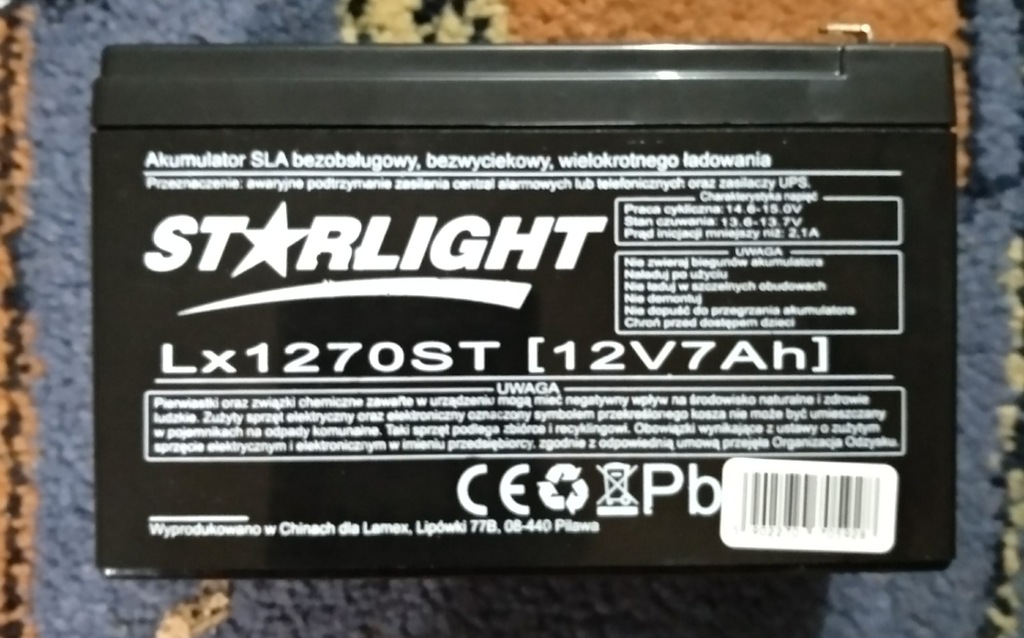 Akumulator SLA bezobsługowy, bezwyciekowy, wielokrotnego ładowania
Przeznaczenie: awaryjne podtrzymanie zasilania central alarmowych lub telefonicznych oraz zasilaczy UPS.
STARLIGHT
Charakterystyka napięć
Praca cykliczna: 14.6-15.0V
Stan czuwania: 13.6-13.7V
Prąd inicjacji mniejszy niż: 2.1A
UWAGA
Nie zwieraj biegunów akumulatora
Naładuj po użyciu
Nie ładuj w szczelnych obudowach
Nie demontuj
Nie dopuść do przegrzania akumulatora
Chroń przed dostępem dzieci
Lx1270ST [12V7Ah]
UWAGA
Pierwiastki oraz związki chemiczne zawarte w urządzeniu mogą mieć negatywny wpływ na środowisko naturalne i zdrowie
ludzkie. Zużyty sprzęt elektryczny oraz elektroniczny oznaczony symbolem przekreślonego kosza nie może być umieszczany
w pojemnikach na odpady komunalne. Taki sprzęt podlega zbiórce i recyklingowi. Obowiązki wynikające z ustawy o zużytym
sprzęcie elektrycznym i elektronicznym w imieniu przedsiębiorcy, zgodnie z odpowiednią umową przejęła Organizacja Odzysku.
CE Pb
Wyprodukowano w Chinach dla Lamex, Lipówki 77B, 08-440 Pilawa